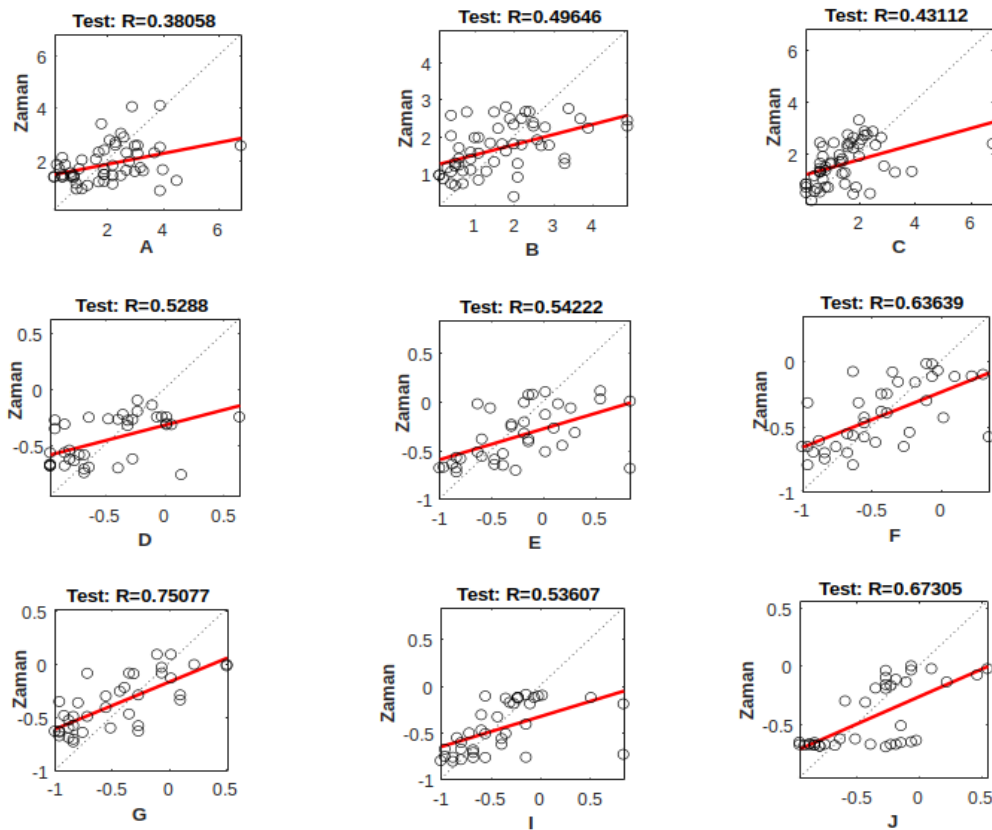 Test: R=0.38058
Zaman
6
4
2
2
4
6
A
Test: R=0.49646
Zaman
4
3
2
1
1
2
3
4
B
Test: R=0.43112
Zaman
6
4
2
2
4
6
C
Test: R=0.5288
Zaman
0.5
0
-0.5
-0.5
0
0.5
D
Test: R=0.54222
Zaman
0.5
0
-0.5
-1
-1
-0.5
0
0.5
E
Test: R=0.63639
Zaman
0
-0.5
-1
-1
-0.5
0
F
Test: R=0.75077
Zaman
0.5
0
-0.5
-1
-1
-0.5
0
0.5
G
Test: R=0.53607
Zaman
0.5
0
-0.5
-1
-1
-0.5
0
0.5
I
Test: R=0.67305
Zaman
0.5
0
-0.5
-0.5
0
0.5
J